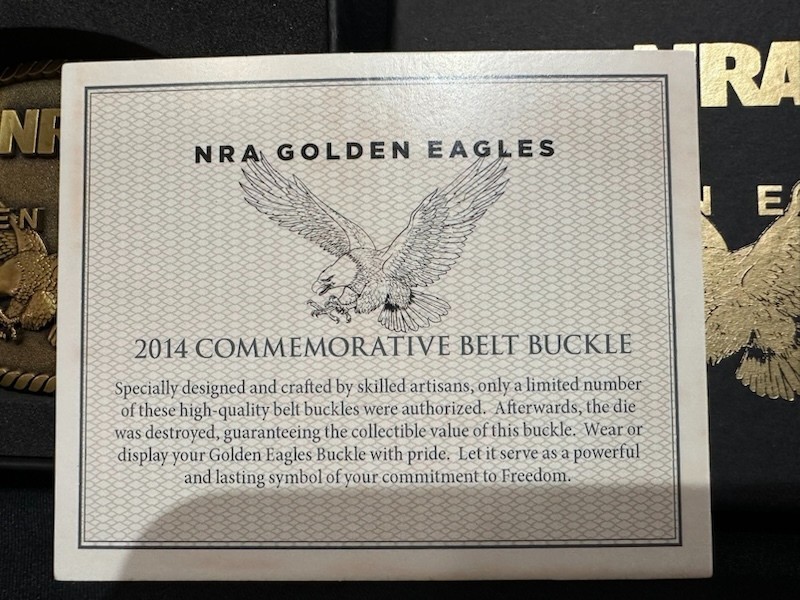 NRA GOLDEN EAGLES
2014 COMMEMORATIVE BELT BUCKLE
Specially designed and crafted by skilled artisans, only a limited number
of these high-quality belt buckles were authorized. Afterwards, the die
was destroyed, guaranteeing the collectible value of this buckle. Wear or
display your Golden Eagles Buckle with pride. Let it serve as a powerful
and lasting symbol of your commitment to Freedom.
NR
EN
NRA
N E